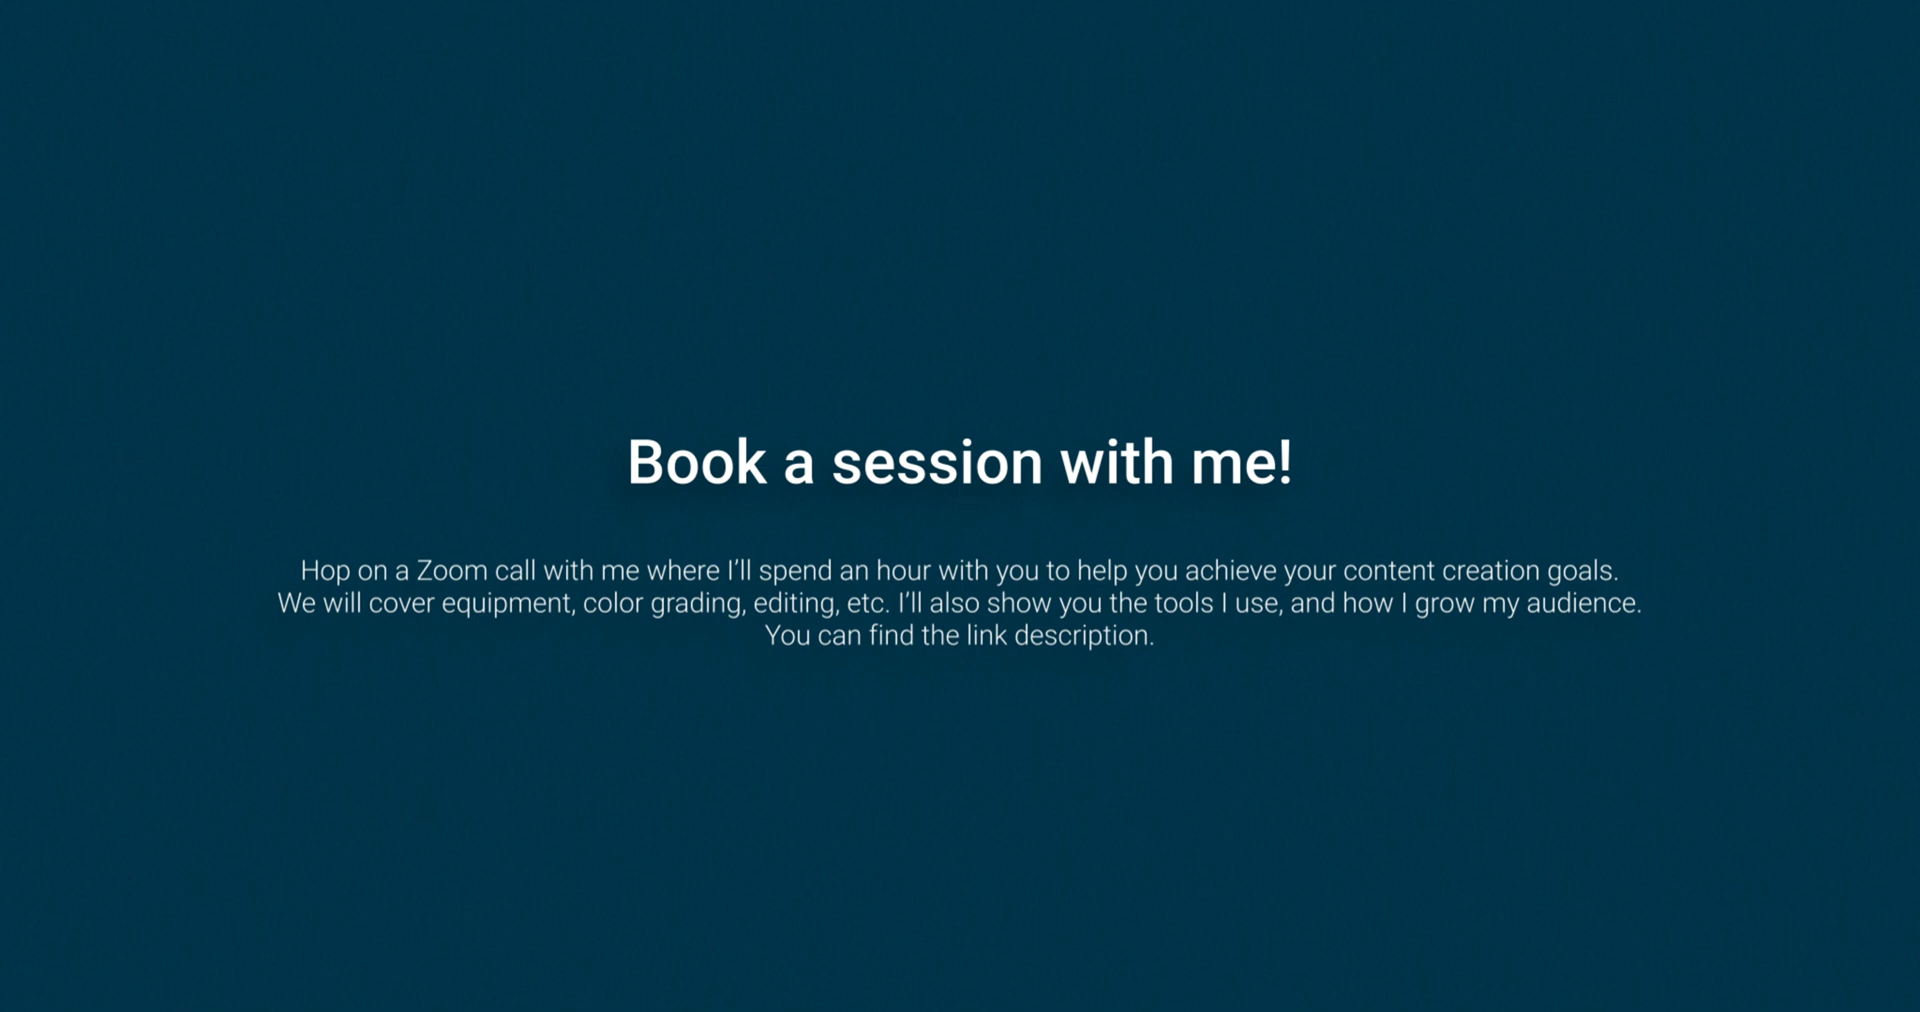 Book a session with me!
Hop on a Zoom call with me where I’ll spend an hour with you to help you achieve your content creation goals.
We will cover equipment, color grading, editing, etc. I’ll also show you the tools I use, and how I grow my audience.
You can find the link description.